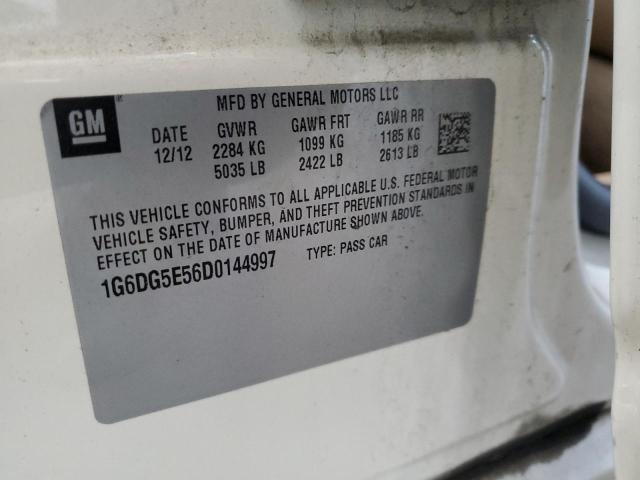 GM
MFD BY GENERAL MOTORS LLC
DATE GVWR GAWR FRT GAWR RR
12/12 2284 KG 1099 KG 1185 KG
5035 LB 2422 LB 2613 LB
THIS VEHICLE CONFORMS TO ALL APPLICABLE U.S. FEDERAL MOTOR
VEHICLE SAFETY, BUMPER, AND THEFT PREVENTION STANDARDS IN
EFFECT ON THE DATE OF MANUFACTURE SHOWN ABOVE.
1G6DG5E56D0144997 TYPE: PASS CAR